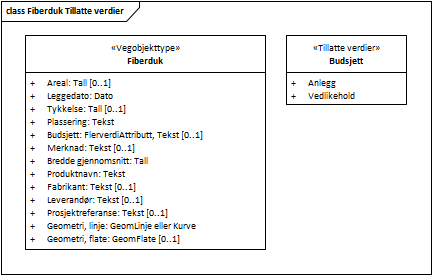 class Fiberduk Tillatte verdier
«Vegobjekttype»
Fiberduk
+ Areal: Tall [0..1]
+ Leggedato: Dato
+ Tykkelse: Tall [0..1]
+ Plassering: Tekst
+ Budsjett: FlerverdiAttributt, Tekst [0..1]
+ Merknad: Tekst [0..1]
+ Bredde gjennomsnitt: Tall
+ Produktnavn: Tekst
+ Fabrikant: Tekst [0..1]
+ Leverandør: Tekst [0..1]
+ Prosjektreferanse: Tekst [0..1]
+ Geometri, linje: GeomLinje eller Kurve
+ Geometri, flate: GeomFlate [0..1]
«Tillatte verdier»
Budsjett
+ Anlegg
+ Vedlikehold